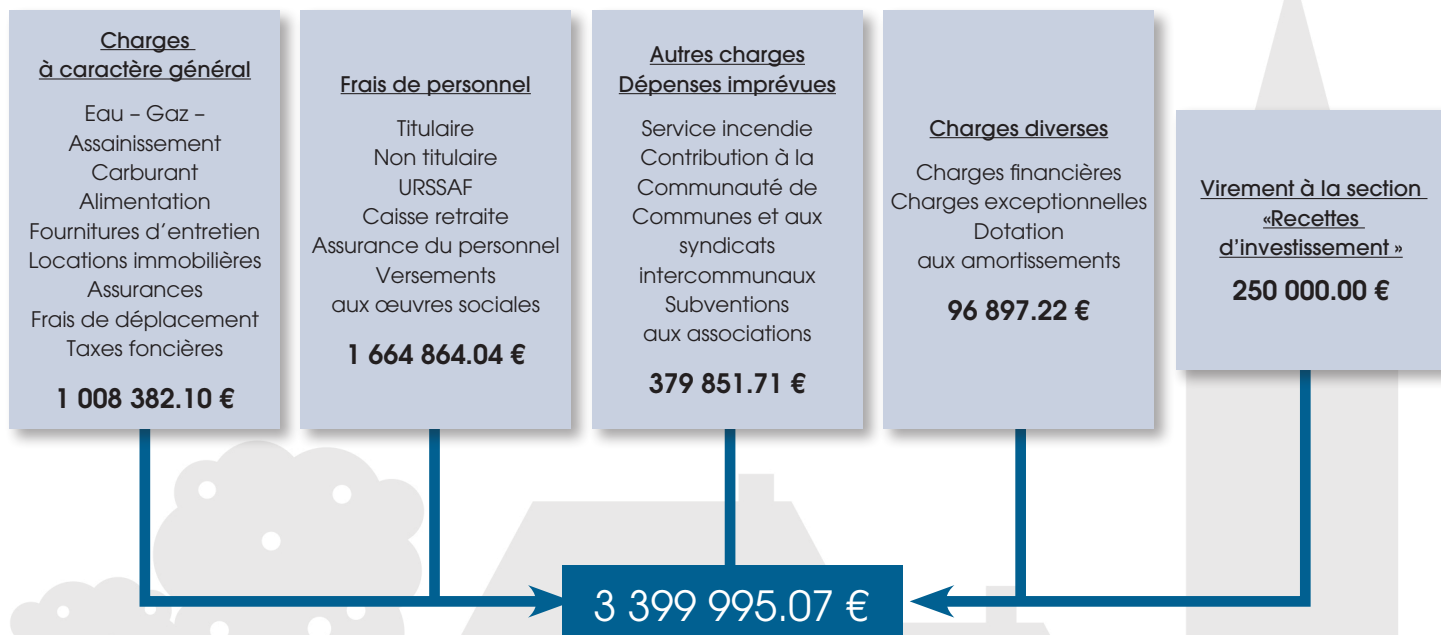 Charges
à caractère général
Eau – Gaz –
Assainissement
Carburant
Alimentation
Fournitures d’entretien
Locations immobilières
Assurances
Frais de déplacement
Taxes foncières
1 008 382.10 €
Frais de personnel
Titulaire
Non titulaire
URSSAF
Caisse retraite
Assurance du personnel
Versements
aux œuvres sociales
1 664 864.04 €
Autres charges
Dépenses imprévues
Service incendie
Contribution à la
Communauté de
Communes et aux
syndicats
intercommunaux
Subventions
aux associations
379 851.71 €
Charges diverses
Charges financières
Charges exceptionnelles
Dotation
aux amortissements
96 897.22 €
Virement à la section
«Recettes
d’investissement »
250 000.00 €
3 399 995.07 €